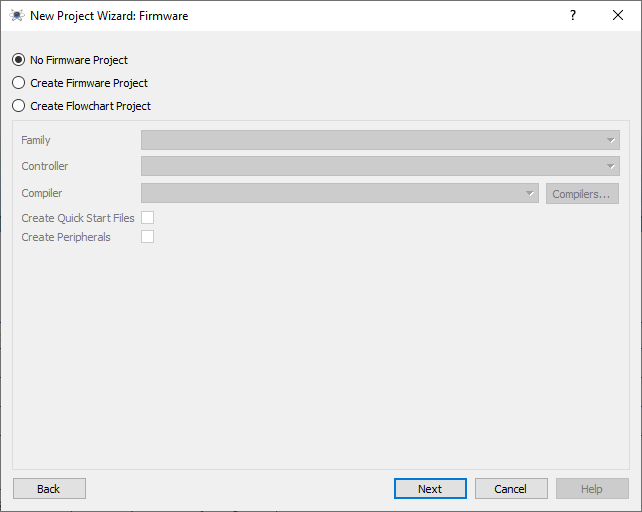 New Project Wizard: Firmware
No Firmware Project
Create Firmware Project
Create Flowchart Project
Family
Controller
Compiler
Compilers...
Create Quick Start Files
Create Peripherals
Back
Next
Cancel
Help